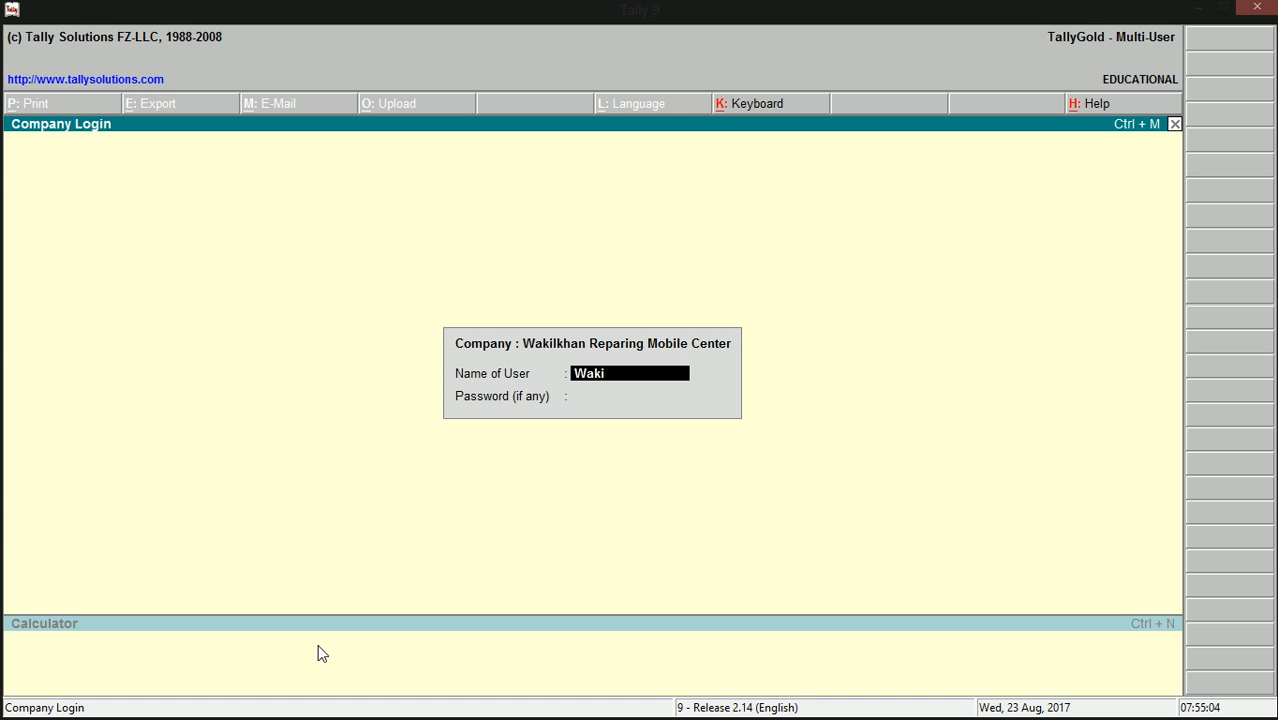 Tally 9
(c) Tally Solutions FZ-LLC, 1988-2008
TallyGold - Multi-User
http://www.tallysolutions.com
EDUCATIONAL
P: Print E: Export M: E-Mail O: Upload L: Language K: Keyboard H: Help
Company Login Ctrl + M
Company : Wakilkhan Reparing Mobile Center
Name of User : Waki
Password (if any) :
Calculator Ctrl + N
Company Login 9 - Release 2.14 (English) Wed, 23 Aug, 2017 07:55:04